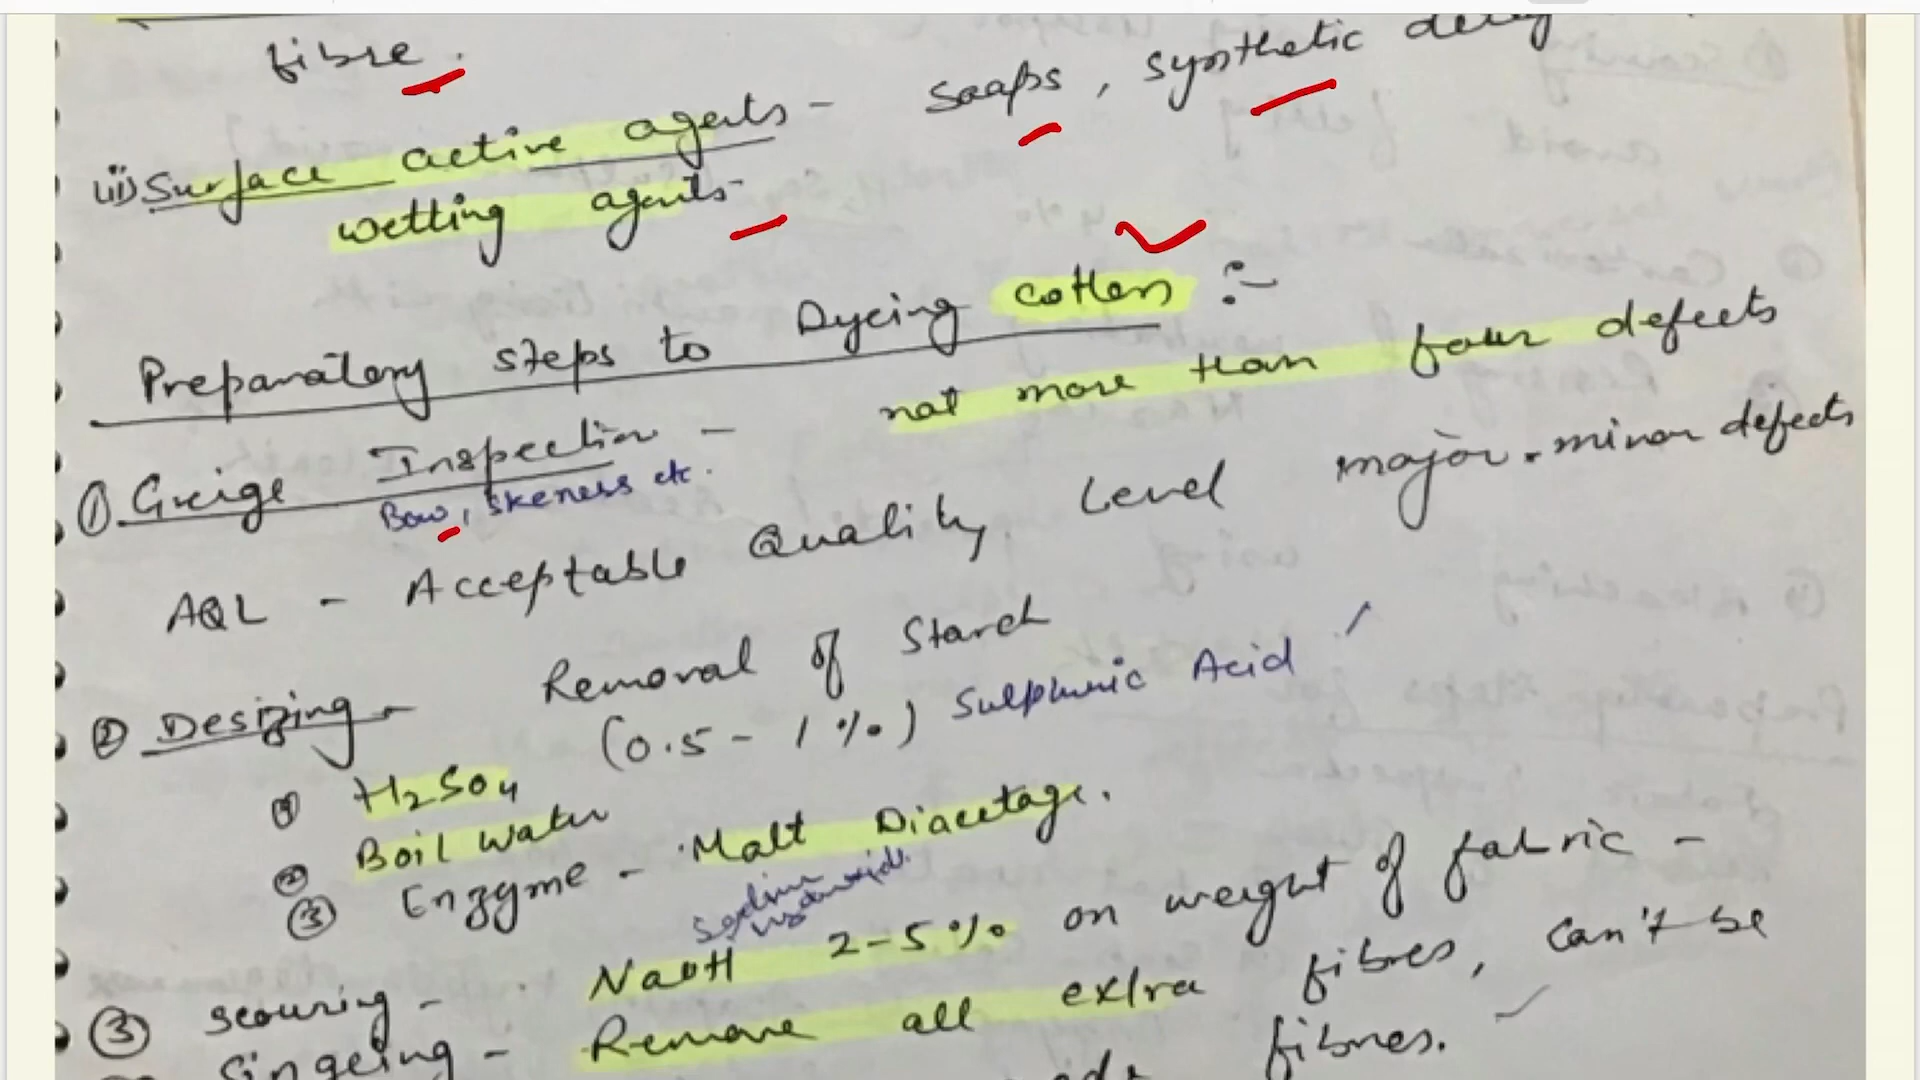 fibre.
iii) Surface active agents - soaps, synthetic
wetting agents -
Preparatory steps to Dyeing cotton :-
① Greige Inspection - not more than four defects
Bow, skeness etc.
AQL - Acceptable Quality Level major. minor defects
② Desizing - Removal of Starch
① H2SO4 (0.5 - 1 %) Sulphuric Acid
② Boil water
③ Enzyme - Malt Diacetage.
Sodium
③ scouring - NaOH 2-5% on weight of fabric -
Singeing - Remove all extra fibres, can't be
fibres.